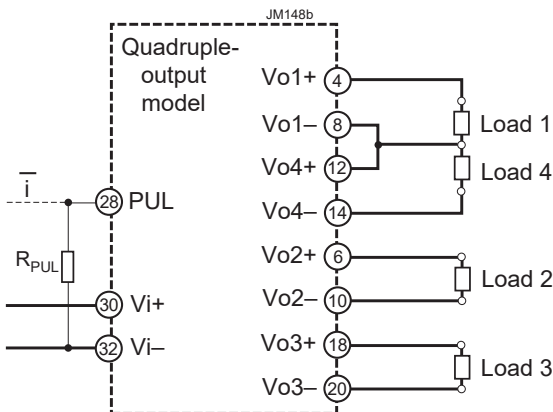 JM148b
Quadruple-
output
model
Vo1+
4
Vo1–
8
Load 1
Vo4+
12
Load 4
Vo4–
14
i
28
PUL
Vo2+
6
RPUL
Load 2
Vo2–
10
30
Vi+
32
Vi–
Vo3+
18
Load 3
Vo3–
20